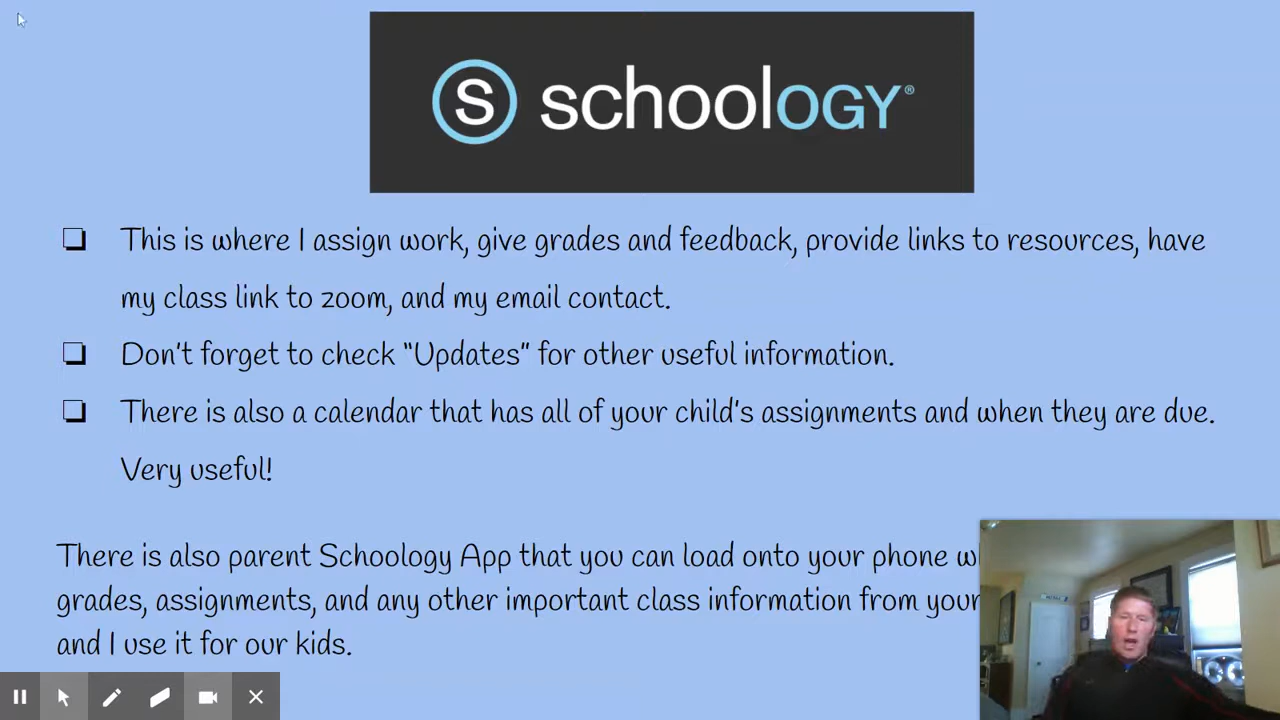 S schoology®
This is where I assign work, give grades and feedback, provide links to resources, have
my class link to zoom, and my email contact.
Don't forget to check “Updates” for other useful information.
There is also a calendar that has all of your child's assignments and when they are due.
Very useful!
There is also parent Schoology App that you can load onto your phone
grades, assignments, and any other important class information from your
and I use it for our kids.